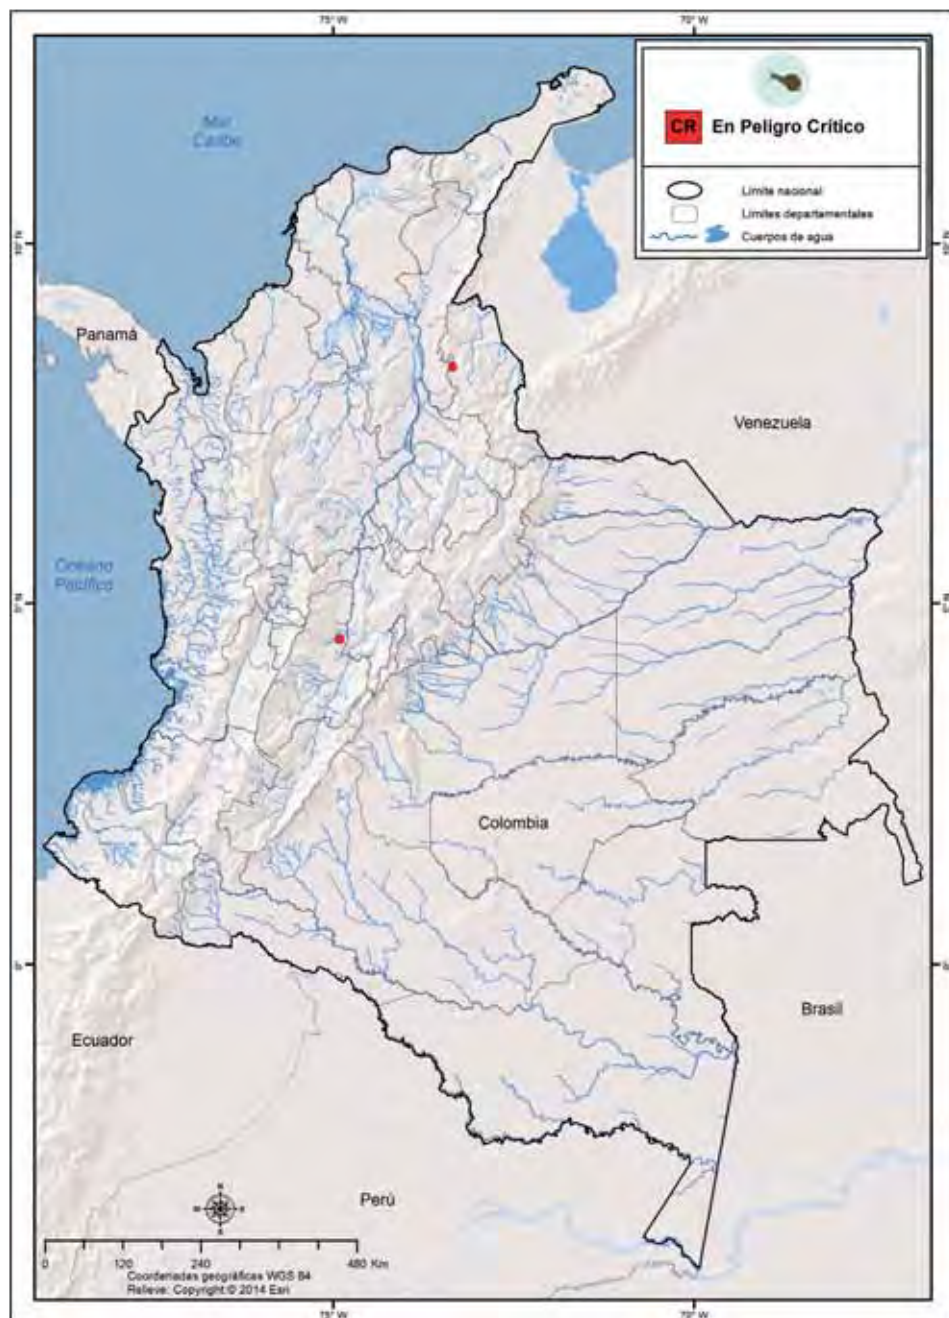 75° W
70° W
Mar
Caribe
CR En Peligro Crítico
Límite nacional
Límites departamentales
Cuerpos de agua
Panamá
Venezuela
Océano
Pacífico
Colombia
Brasil
Ecuador
Perú
N
W
E
S
0 120 240 480 Km
Coordenadas geográficas WGS 84
Relieve: Copyright © 2014 Esri
75° W
70° W